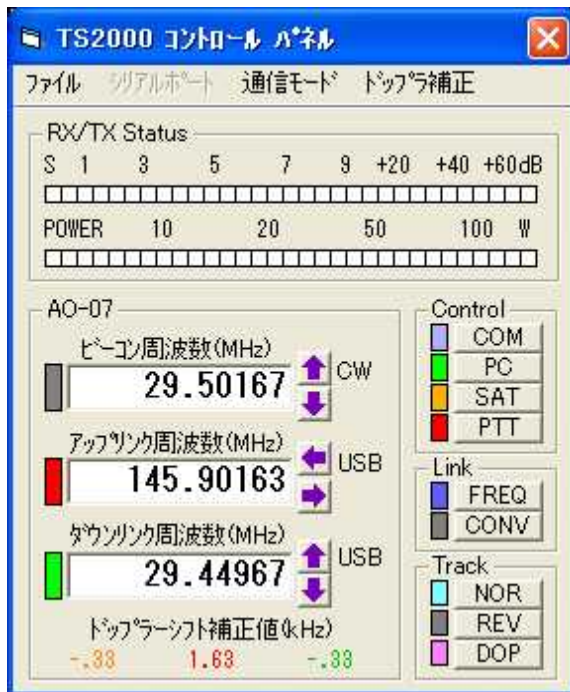 TS2000 ｺﾝﾄﾛｰﾙ ﾊﾟﾈﾙ
ﾌｧｲﾙ ｼﾘｱﾙﾎﾟｰﾄ 通信ﾓｰﾄﾞ ﾄﾞｯﾌﾟﾗ補正
RX/TX Status
S 1 3 5 7 9 +20 +40 +60dB
POWER 10 20 50 100 W
AO-07
ﾋﾞｰｺﾝ周波数(MHz)
29.50167 CW
ｱｯﾌﾟﾘﾝｸ周波数(MHz)
145.90163 USB
ﾀﾞｳﾝﾘﾝｸ周波数(MHz)
29.44967 USB
ﾄﾞｯﾌﾟﾗｰｼﾌﾄ補正値(kHz)
-.33 1.63 -.33
Control
COM
PC
SAT
PTT
Link
FREQ
CONV
Track
NOR
REV
DOP